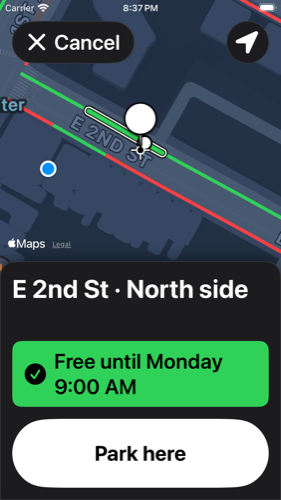 Carrier 8:37 PM
Cancel
ter
E 2ND ST
Maps Legal
E 2nd St · North side
Free until Monday
9:00 AM
Park here